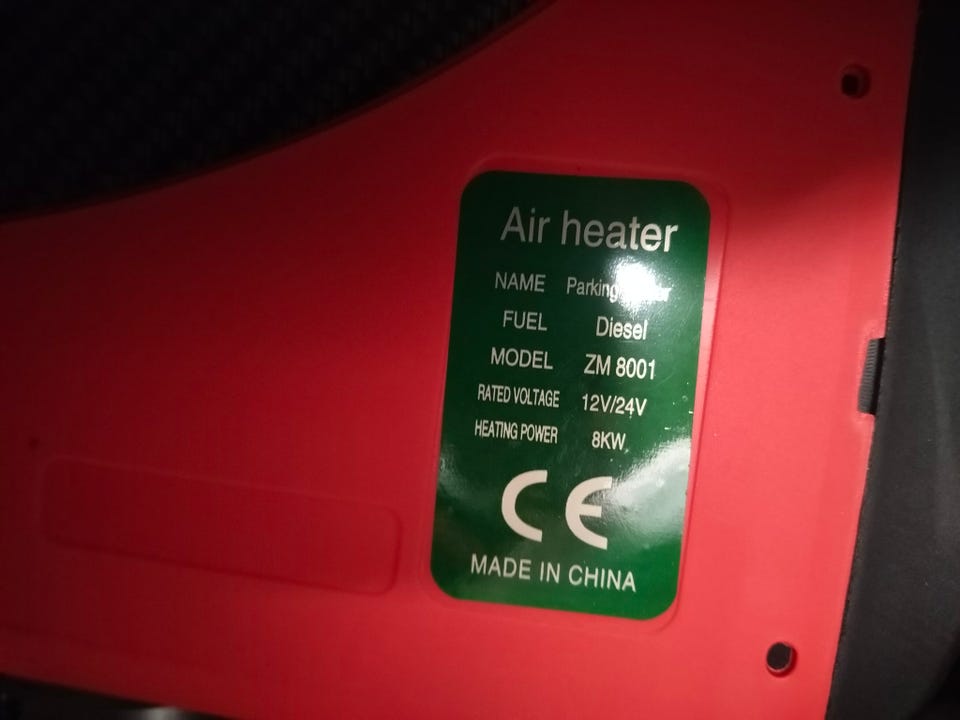 Air heater
NAME Parking
FUEL Diesel
MODEL ZM 8001
RATED VOLTAGE 12V/24V
HEATING POWER 8KW
CE
MADE IN CHINA